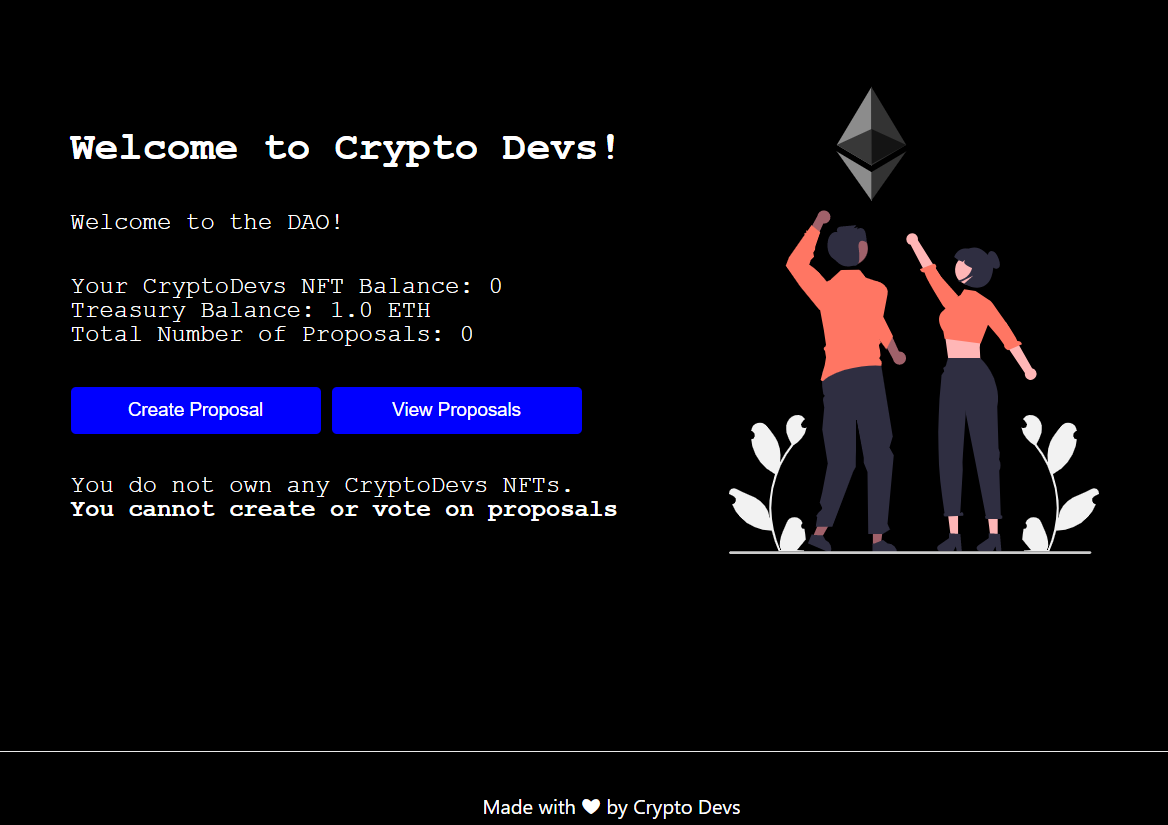 Welcome to Crypto Devs!
Welcome to the DAO!
Your CryptoDevs NFT Balance: 0
Treasury Balance: 1.0 ETH
Total Number of Proposals: 0
Create Proposal
View Proposals
You do not own any CryptoDevs NFTs.
You cannot create or vote on proposals
Made with ❤ by Crypto Devs